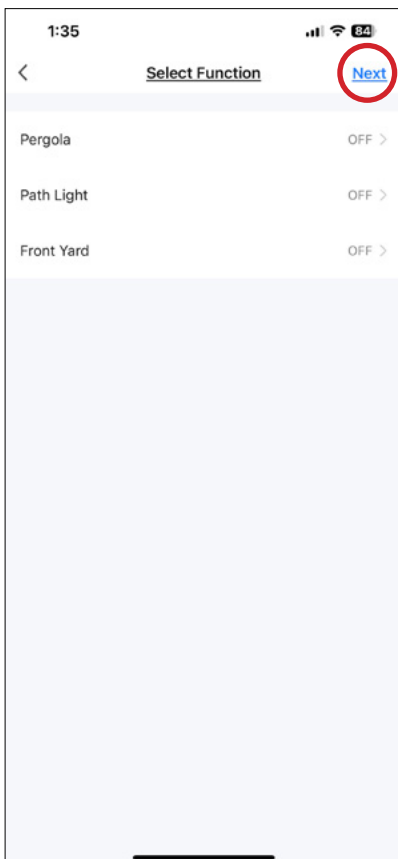 1:35 84
< Select Function Next
Pergola OFF >
Path Light OFF >
Front Yard OFF >